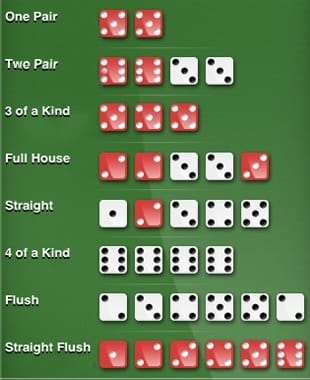 One Pair
Two Pair
3 of a Kind
Full House
Straight
4 of a Kind
Flush
Straight Flush